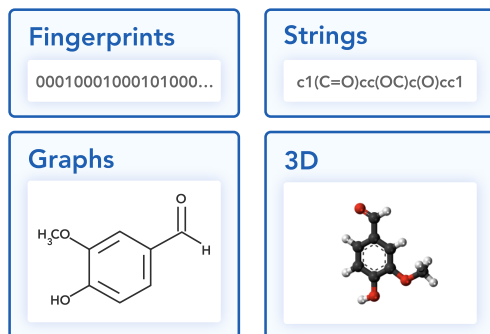 Fingerprints
00010001000101000...
Strings
c1(C=O)cc(OC)c(O)cc1
Graphs
O
H3CO
H
HO
3D